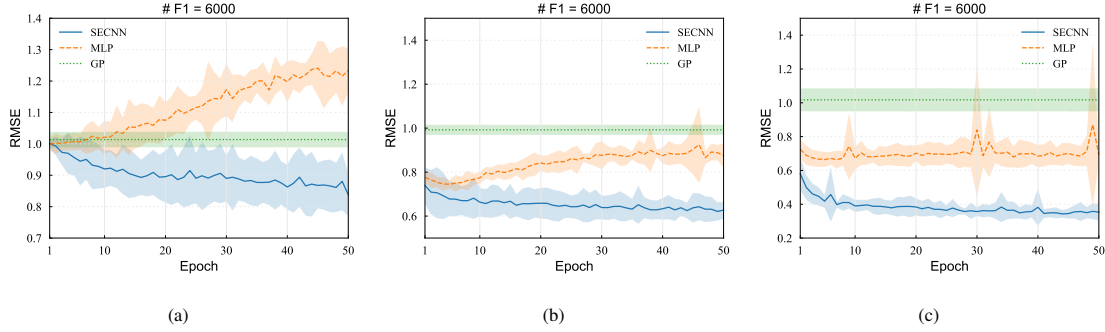 # F1 = 6000
1.4
1.3
1.2
1.1
1.0
0.9
0.8
0.7
RMSE
SECNN
MLP
GP
1 10 20 30 40 50
Epoch
(a)
# F1 = 6000
1.4
1.2
1.0
0.8
0.6
RMSE
SECNN
MLP
GP
1 10 20 30 40 50
Epoch
(b)
# F1 = 6000
1.4
1.2
1.0
0.8
0.6
0.4
0.2
RMSE
SECNN
MLP
GP
1 10 20 30 40 50
Epoch
(c)